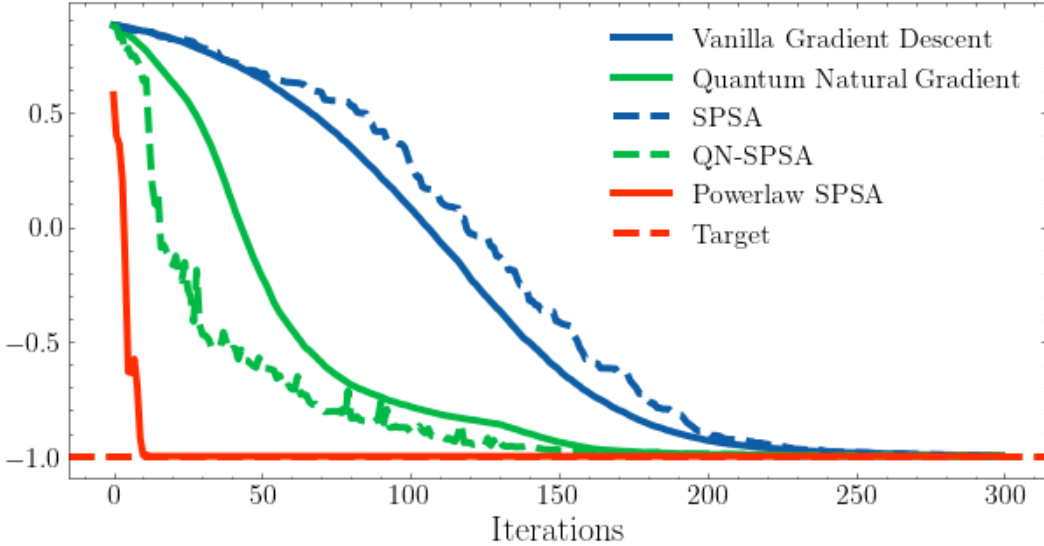 Vanilla Gradient Descent
Quantum Natural Gradient
SPSA
QN-SPSA
Powerlaw SPSA
Target
0.5
0.0
−0.5
−1.0
0 50 100 150 200 250 300
Iterations